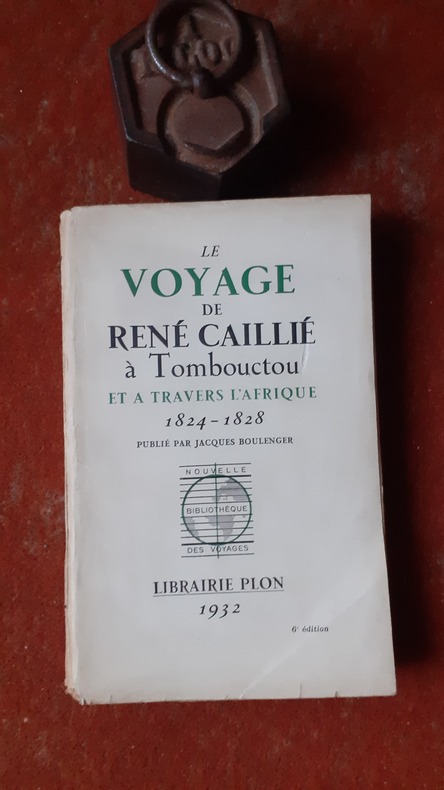 LE
VOYAGE
DE
RENÉ CAILLIÉ
à Tombouctou
ET A TRAVERS L'AFRIQUE
1824-1828
PUBLIÉ PAR JACQUES BOULENGER
NOUVELLE
BIBLIOTHÈQUE
DES VOYAGES
LIBRAIRIE PLON
1932
6e édition